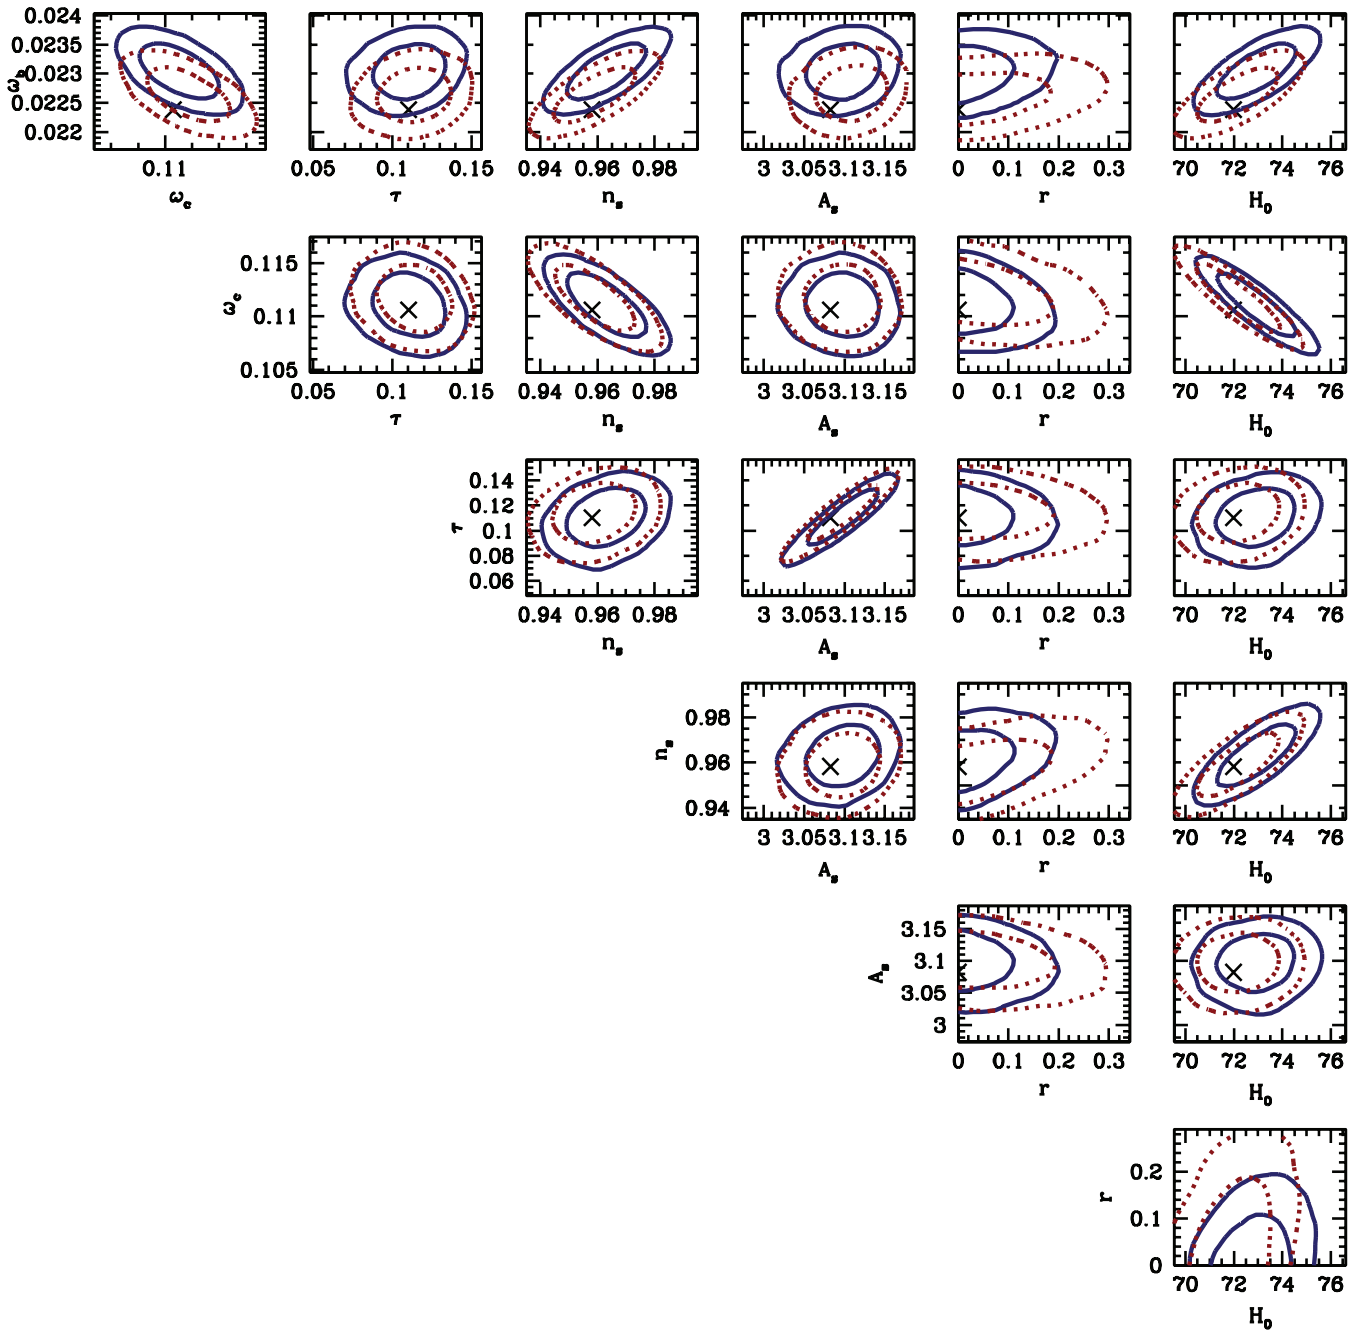 0.024
0.0235
0.023
0.0225
0.022
ω_b
0.11
0.05 0.1 0.15
0.94 0.96 0.98
3 3.05 3.1 3.15
0 0.1 0.2 0.3
70 72 74 76
ω_c
τ
n_s
A_s
r
H_0
0.115
0.11
0.105
ω_c
0.05 0.1 0.15
0.94 0.96 0.98
3 3.05 3.1 3.15
0 0.1 0.2 0.3
70 72 74 76
τ
n_s
A_s
r
H_0
0.14
0.12
0.1
0.08
0.06
τ
0.94 0.96 0.98
3 3.05 3.1 3.15
0 0.1 0.2 0.3
70 72 74 76
n_s
A_s
r
H_0
0.98
0.96
0.94
n_s
3 3.05 3.1 3.15
0 0.1 0.2 0.3
70 72 74 76
A_s
r
H_0
3.15
3.1
3.05
3
A_s
0 0.1 0.2 0.3
70 72 74 76
r
H_0
0.2
0.1
0
r
70 72 74 76
H_0